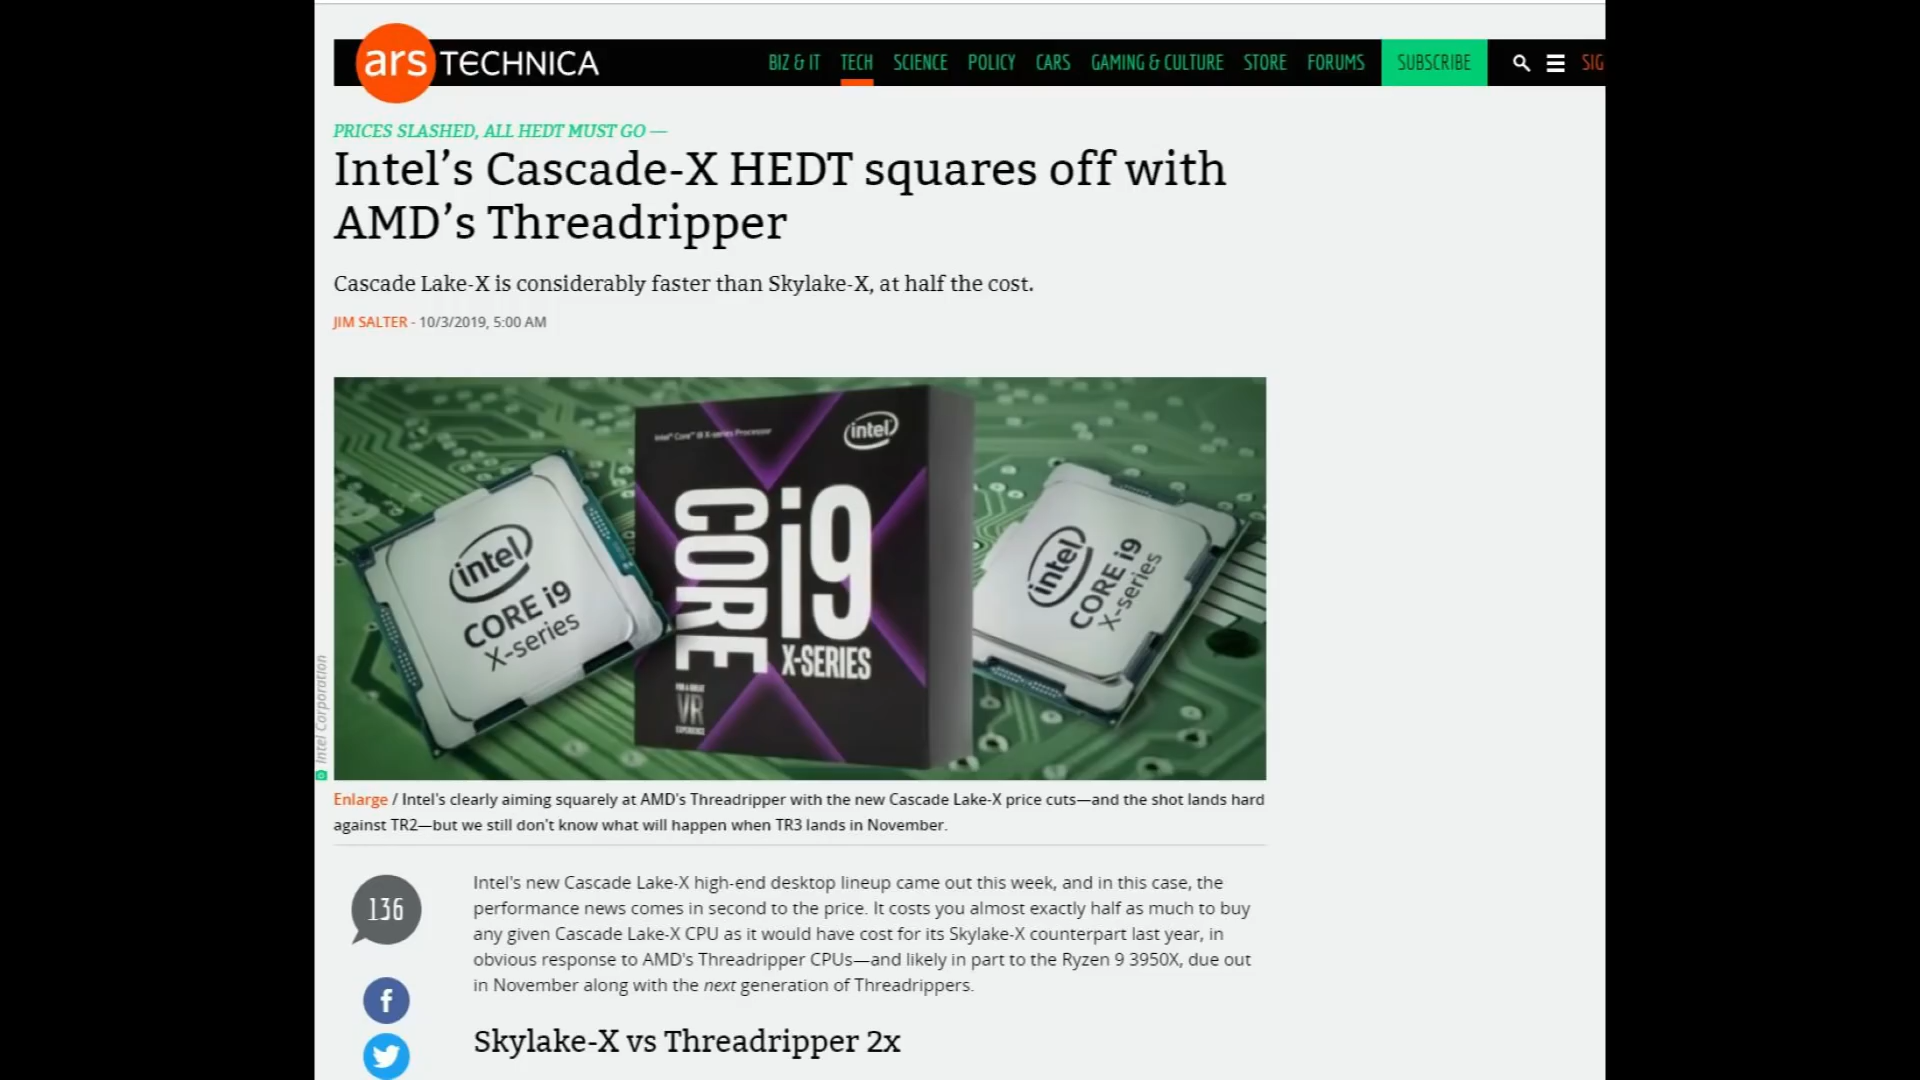 ars TECHNICA
BIZ & IT TECH SCIENCE POLICY CARS GAMING & CULTURE STORE FORUMS SUBSCRIBE SIG
PRICES SLASHED, ALL HEDT MUST GO —
Intel’s Cascade-X HEDT squares off with
AMD’s Threadripper
Cascade Lake-X is considerably faster than Skylake-X, at half the cost.
JIM SALTER - 10/3/2019, 5:00 AM
Intel® Core™ i9 X-series Processor
intel
CORE i9
X-SERIES
FOR A GREAT
VR
EXPERIENCE
intel
CORE i9
X-series
intel
CORE i9
X-series
Intel Corporation
Enlarge / Intel's clearly aiming squarely at AMD's Threadripper with the new Cascade Lake-X price cuts—and the shot lands hard
against TR2—but we still don't know what will happen when TR3 lands in November.
136
Intel's new Cascade Lake-X high-end desktop lineup came out this week, and in this case, the
performance news comes in second to the price. It costs you almost exactly half as much to buy
any given Cascade Lake-X CPU as it would have cost for its Skylake-X counterpart last year, in
obvious response to AMD's Threadripper CPUs—and likely in part to the Ryzen 9 3950X, due out
in November along with the next generation of Threadrippers.
Skylake-X vs Threadripper 2x